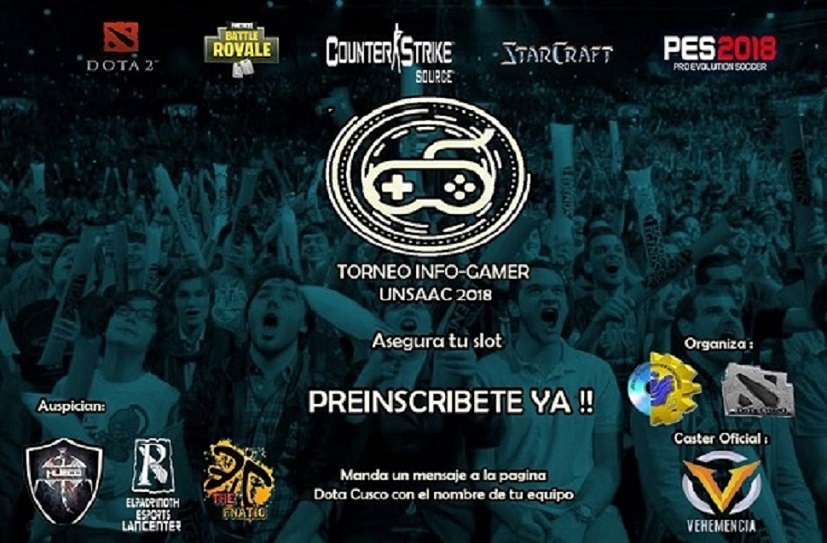 DOTA 2
FORTNITE
BATTLE
ROYALE
COUNTER STRIKE
SOURCE
STARCRAFT
PES2018
PRO EVOLUTION SOCCER
TORNEO INFO-GAMER
UNSAAC 2018
Asegura tu slot
Organiza :
PREINSCRIBETE YA !!
Auspician:
Caster Oficial :
Manda un mensaje a la pagina
Dota Cusco con el nombre de tu equipo
ELPADRINOTH
ESPORTS
LANCENTER
THE
FNATIC
VEHEMENCIA